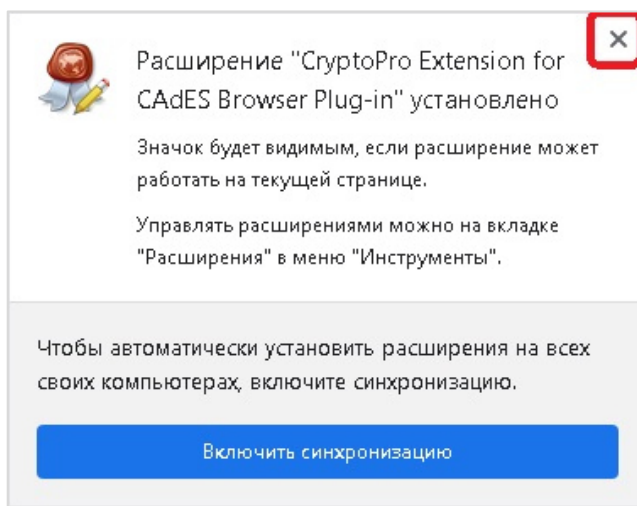 Расширение "CryptoPro Extension for
CAdES Browser Plug-in" установлено
Значок будет видимым, если расширение может
работать на текущей странице.
Управлять расширениями можно на вкладке
"Расширения" в меню "Инструменты".
Чтобы автоматически установить расширения на всех
своих компьютерах, включите синхронизацию.
Включить синхронизацию